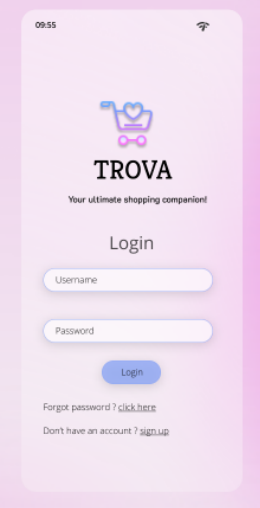 09:55
TROVA
Your ultimate shopping companion!
Login
Username
Password
Login
Forgot password ? click here
Don't have an account ? sign up